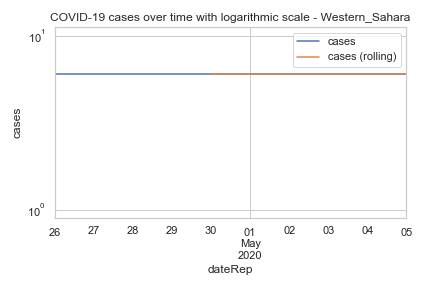 COVID-19 cases over time with logarithmic scale - Western_Sahara
10¹
cases
cases (rolling)
cases
10⁰
26 27 28 29 30 01 02 03 04 05
May
2020
dateRep